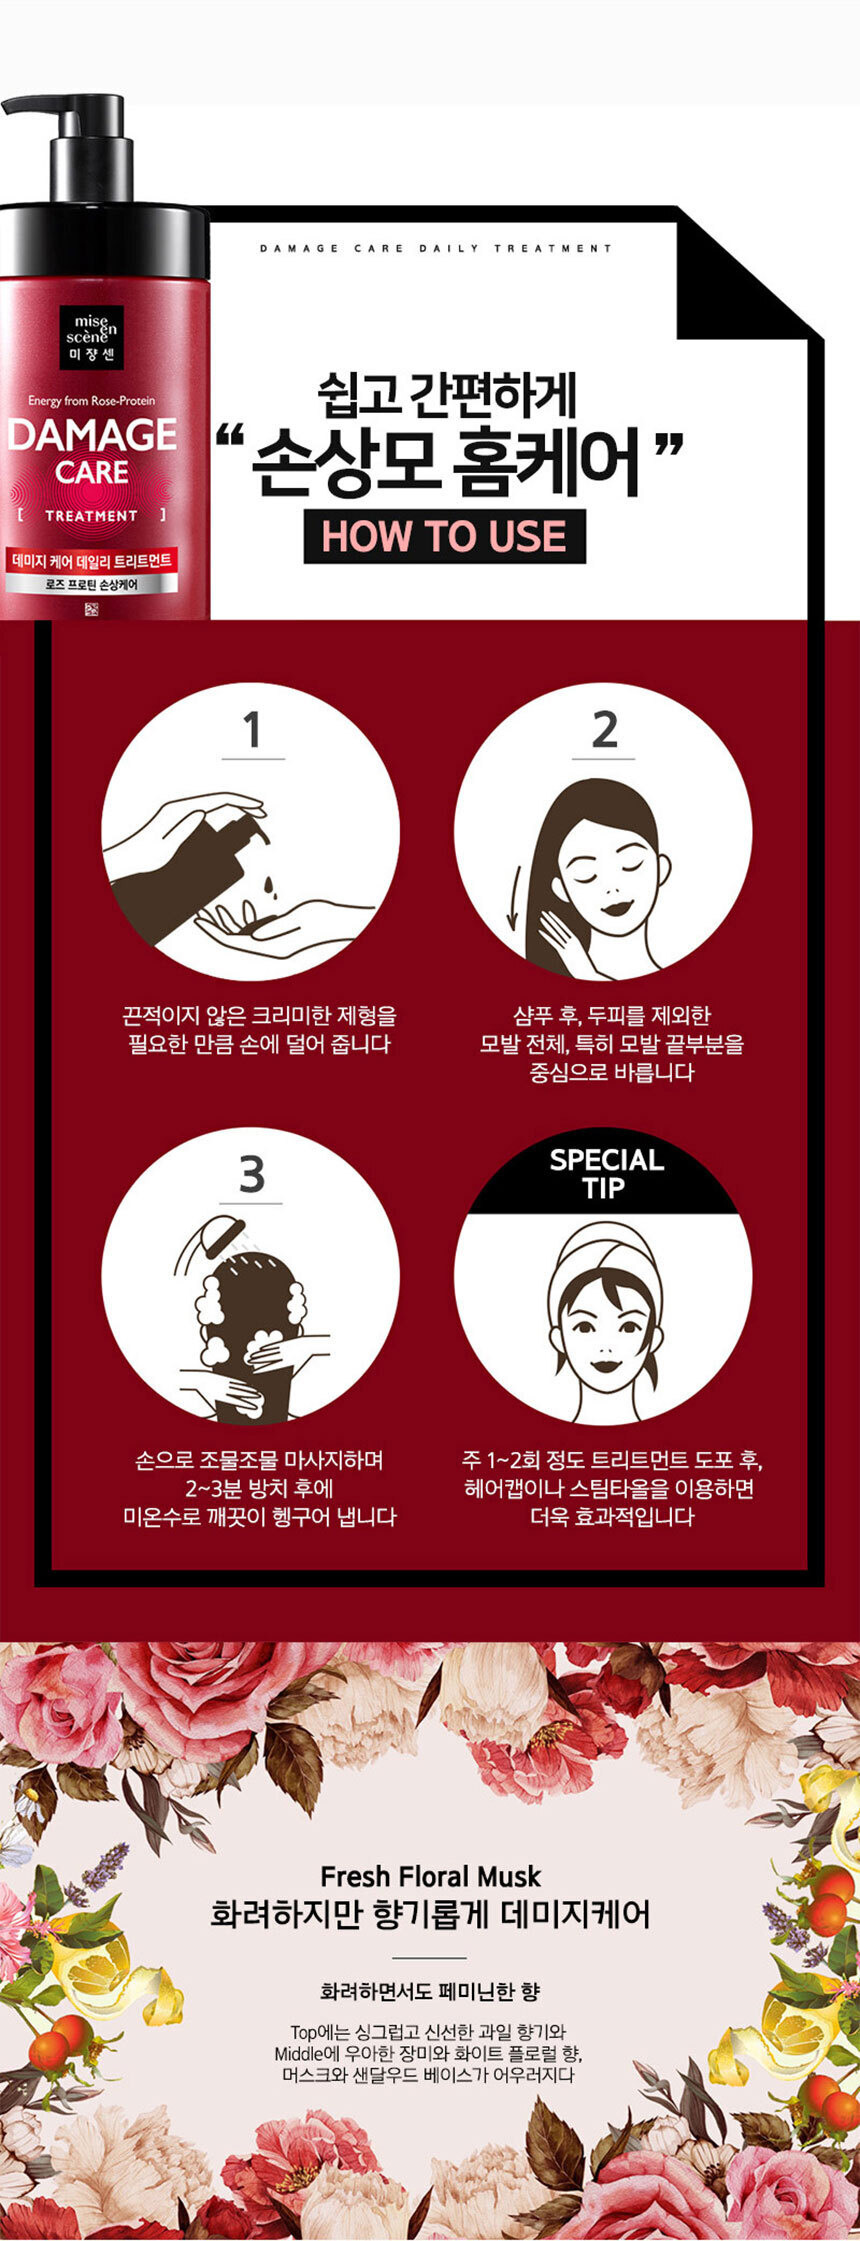 DAMAGE CARE DAILY TREATMENT
mise
en
scène
미쟝센
Energy from Rose-Protein
DAMAGE
CARE
[ TREATMENT ]
데미지 케어 데일리 트리트먼트
로즈 프로틴 손상케어
쉽고 간편하게
“ 손상모 홈케어 ”
HOW TO USE
1
끈적이지 않은 크리미한 제형을
필요한 만큼 손에 덜어 줍니다
2
샴푸 후, 두피를 제외한
모발 전체, 특히 모발 끝부분을
중심으로 바릅니다
3
손으로 조물조물 마사지하며
2~3분 방치 후에
미온수로 깨끗이 헹구어 냅니다
SPECIAL
TIP
주 1~2회 정도 트리트먼트 도포 후,
헤어캡이나 스팀타올을 이용하면
더욱 효과적입니다
Fresh Floral Musk
화려하지만 향기롭게 데미지케어
화려하면서도 페미닌한 향
Top에는 싱그럽고 신선한 과일 향기와
Middle에 우아한 장미와 화이트 플로럴 향,
머스크와 샌달우드 베이스가 어우러지다